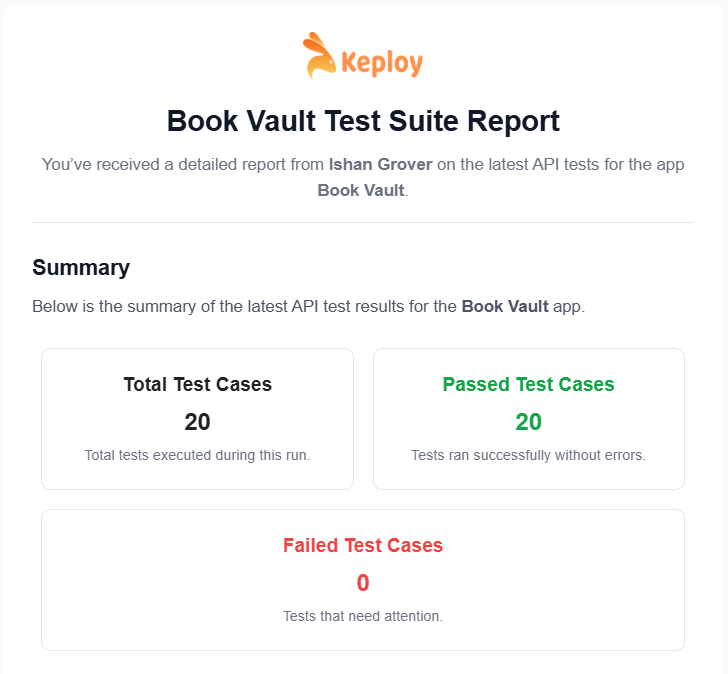 Keploy
Book Vault Test Suite Report
You’ve received a detailed report from Ishan Grover on the latest API tests for the app
Book Vault.
Summary
Below is the summary of the latest API test results for the Book Vault app.
Total Test Cases
20
Total tests executed during this run.
Passed Test Cases
20
Tests ran successfully without errors.
Failed Test Cases
0
Tests that need attention.